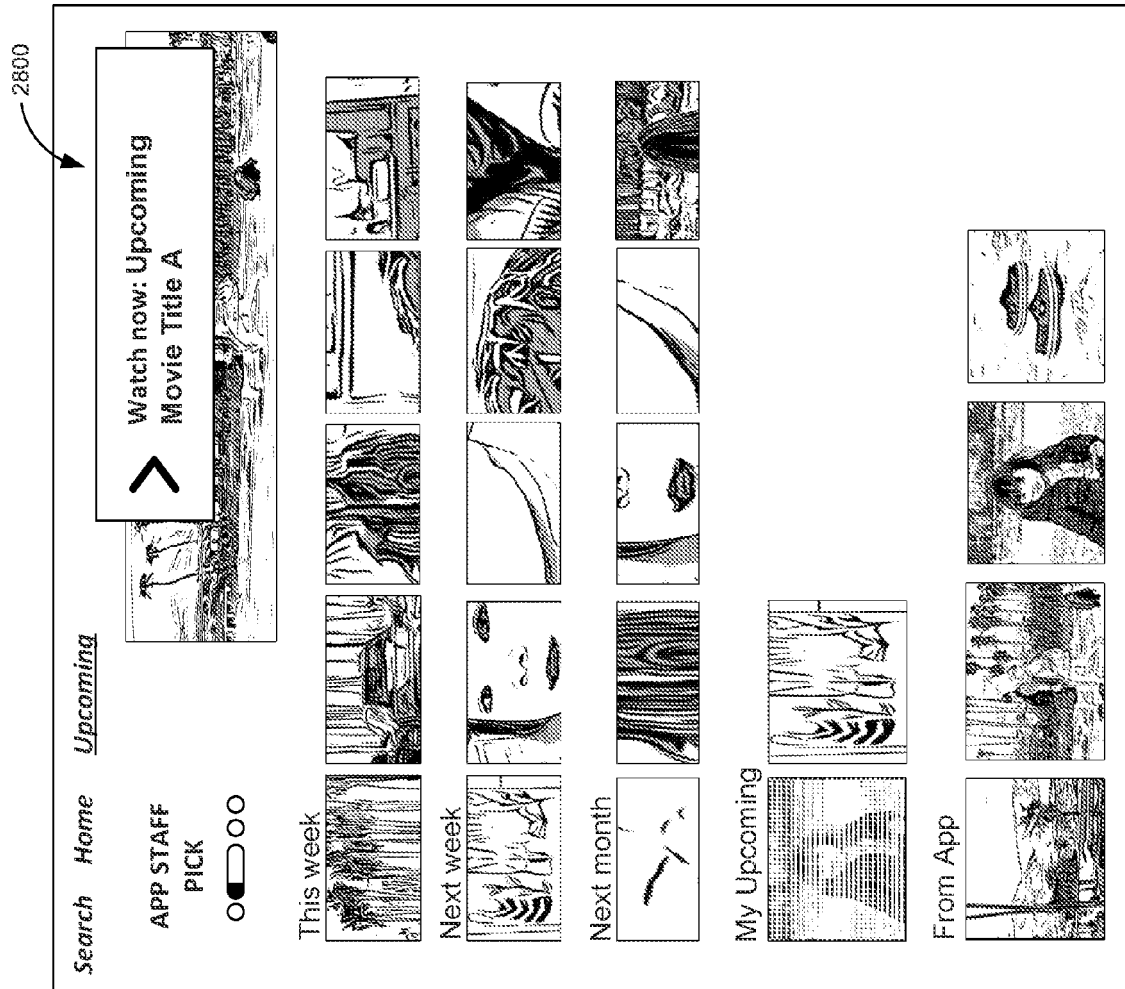 2800
Search Home Upcoming
APP STAFF
PICK
Watch now: Upcoming
Movie Title A
This week
Next week
Next month
My Upcoming
From App